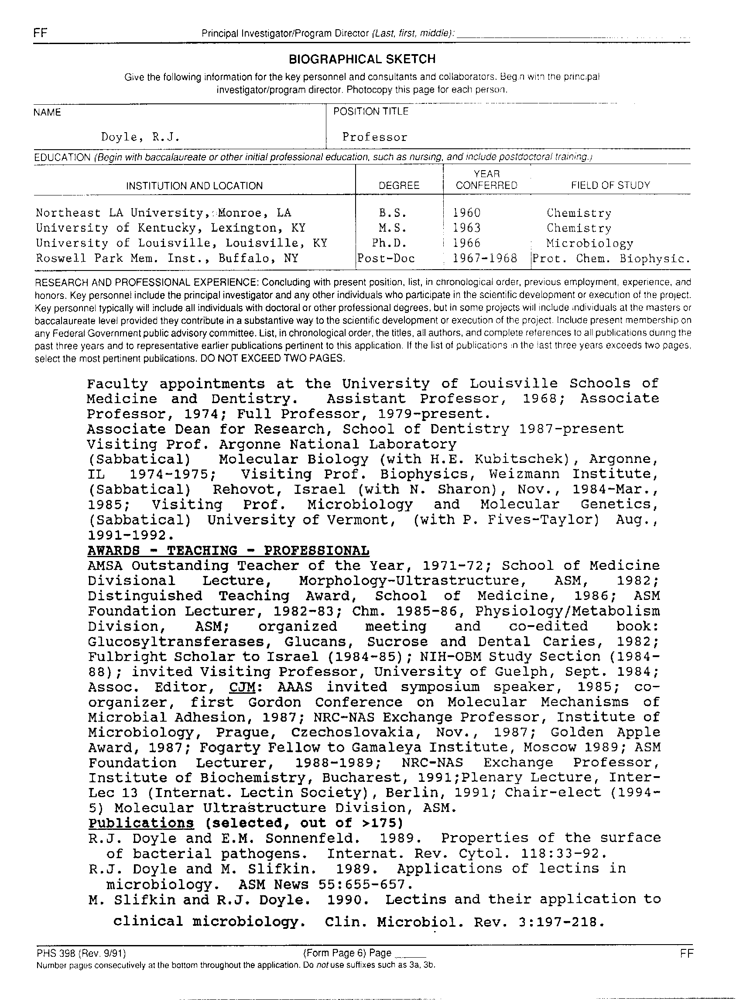 FF
Principal Investigator/Program Director (Last, first, middle):
BIOGRAPHICAL SKETCH
Give the following information for the key personnel and consultants and collaborators. Begin with the principal
investigator/program director. Photocopy this page for each person.
NAME
POSITION TITLE
Doyle, R.J.
Professor
EDUCATION (Begin with baccalaureate or other initial professional education, such as nursing, and include postdoctoral training.)
INSTITUTION AND LOCATION DEGREE YEAR CONFERRED FIELD OF STUDY
Northeast LA University, Monroe, LA B.S. 1960 Chemistry
University of Kentucky, Lexington, KY M.S. 1963 Chemistry
University of Louisville, Louisville, KY Ph.D. 1966 Microbiology
Roswell Park Mem. Inst., Buffalo, NY Post-Doc 1967-1968 Prot. Chem. Biophysic.
RESEARCH AND PROFESSIONAL EXPERIENCE: Concluding with present position, list, in chronological order, previous employment, experience, and
honors. Key personnel include the principal investigator and any other individuals who participate in the scientific development or execution of the project.
Key personnel typically will include all individuals with doctoral or other professional degrees, but in some projects will include individuals at the masters or
baccalaureate level provided they contribute in a substantive way to the scientific development or execution of the project. Include present membership on
any Federal Government public advisory committee. List, in chronological order, the titles, all authors, and complete references to all publications during the
past three years and to representative earlier publications pertinent to this application. If the list of publications in the last three years exceeds two pages,
select the most pertinent publications. DO NOT EXCEED TWO PAGES.
Faculty appointments at the University of Louisville Schools of
Medicine and Dentistry. Assistant Professor, 1968; Associate
Professor, 1974; Full Professor, 1979-present.
Associate Dean for Research, School of Dentistry 1987-present
Visiting Prof. Argonne National Laboratory
(Sabbatical) Molecular Biology (with H.E. Kubitschek), Argonne,
IL 1974-1975; Visiting Prof. Biophysics, Weizmann Institute,
(Sabbatical) Rehovot, Israel (with N. Sharon), Nov., 1984-Mar.,
1985; Visiting Prof. Microbiology and Molecular Genetics,
(Sabbatical) University of Vermont, (with P. Fives-Taylor) Aug.,
1991-1992.
AWARDS - TEACHING - PROFESSIONAL
AMSA Outstanding Teacher of the Year, 1971-72; School of Medicine
Divisional Lecture, Morphology-Ultrastructure, ASM, 1982;
Distinguished Teaching Award, School of Medicine, 1986; ASM
Foundation Lecturer, 1982-83; Chm. 1985-86, Physiology/Metabolism
Division, ASM; organized meeting and co-edited book:
Glucosyltransferases, Glucans, Sucrose and Dental Caries, 1982;
Fulbright Scholar to Israel (1984-85); NIH-OBM Study Section (1984-
88); invited Visiting Professor, University of Guelph, Sept. 1984;
Assoc. Editor, CJM: AAAS invited symposium speaker, 1985; co-
organizer, first Gordon Conference on Molecular Mechanisms of
Microbial Adhesion, 1987; NRC-NAS Exchange Professor, Institute of
Microbiology, Prague, Czechoslovakia, Nov., 1987; Golden Apple
Award, 1987; Fogarty Fellow to Gamaleya Institute, Moscow 1989; ASM
Foundation Lecturer, 1988-1989; NRC-NAS Exchange Professor,
Institute of Biochemistry, Bucharest, 1991;Plenary Lecture, Inter-
Lec 13 (Internat. Lectin Society), Berlin, 1991; Chair-elect (1994-
5) Molecular Ultrastructure Division, ASM.
Publications (selected, out of >175)
R.J. Doyle and E.M. Sonnenfeld. 1989. Properties of the surface
of bacterial pathogens. Internat. Rev. Cytol. 118:33-92.
R.J. Doyle and M. Slifkin. 1989. Applications of lectins in
microbiology. ASM News 55:655-657.
M. Slifkin and R.J. Doyle. 1990. Lectins and their application to
clinical microbiology. Clin. Microbiol. Rev. 3:197-218.
PHS 398 (Rev. 9/91) (Form Page 6) Page FF
Number pages consecutively at the bottom throughout the application. Do not use suffixes such as 3a, 3b.